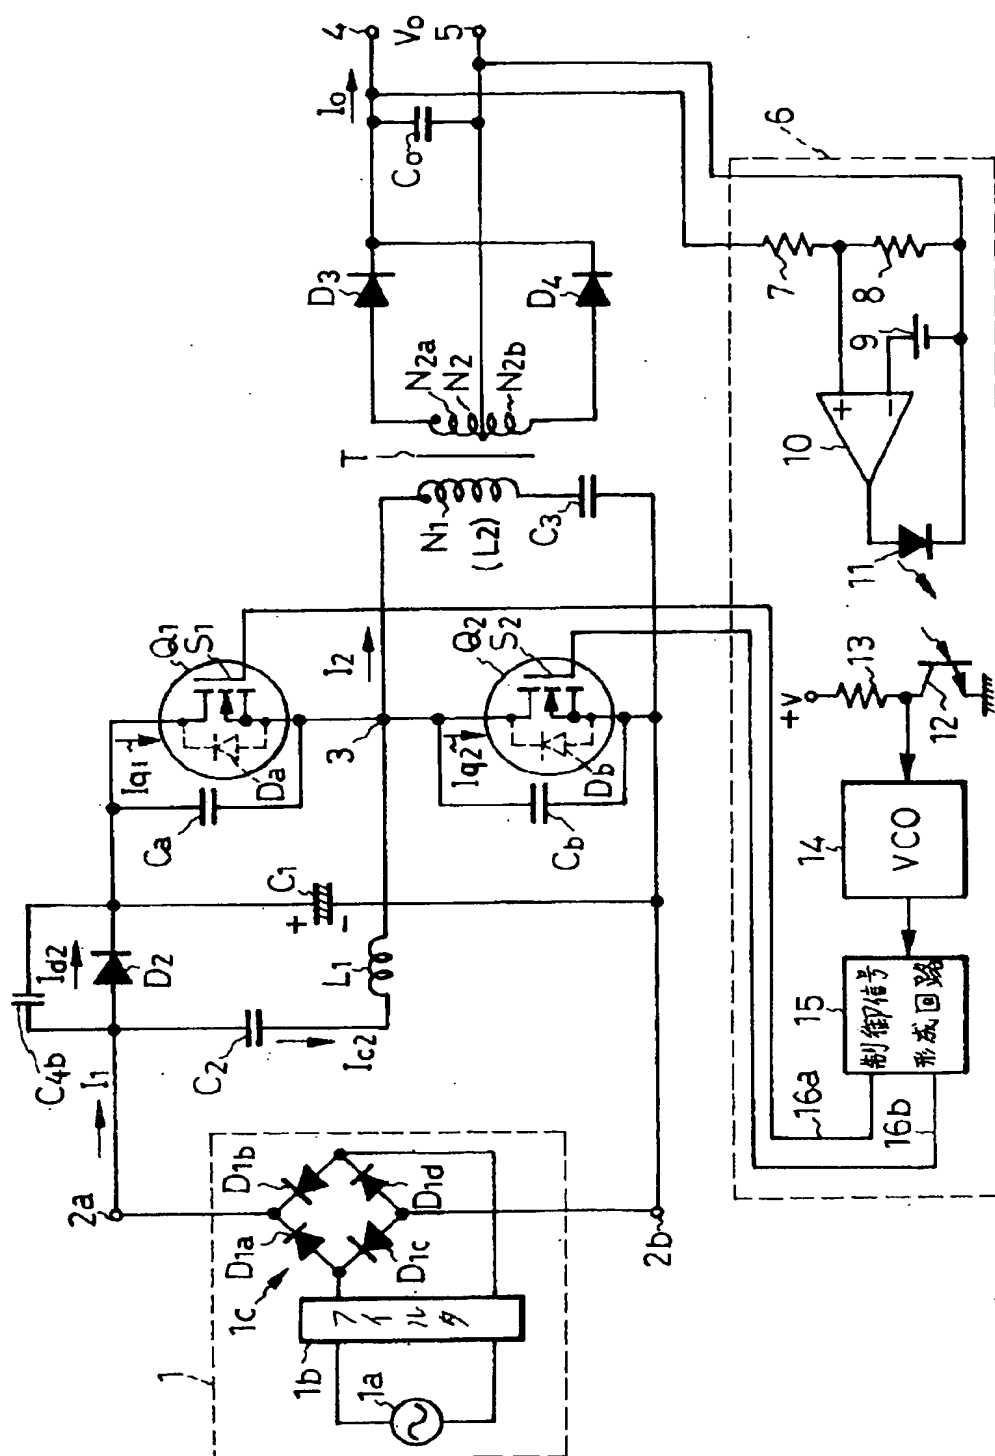 1
1a
1b
フィルタ
1c
D1a
D1b
D1c
D1d
2a
2b
I1
C4b
Id2
D2
C2
Ic2
L1
C1
+
-
Ca
Iq1
Da
Q1
S1
3
I2
Cb
Iq2
Db
Q2
S2
N1
(L2)
C3
T
N2a
N2
N2b
D3
D4
Co
Io
4
Vo
5
6
7
8
9
10
+
-
11
12
13
+V
14
VCO
15
制御信号
形成回路
16a
16b